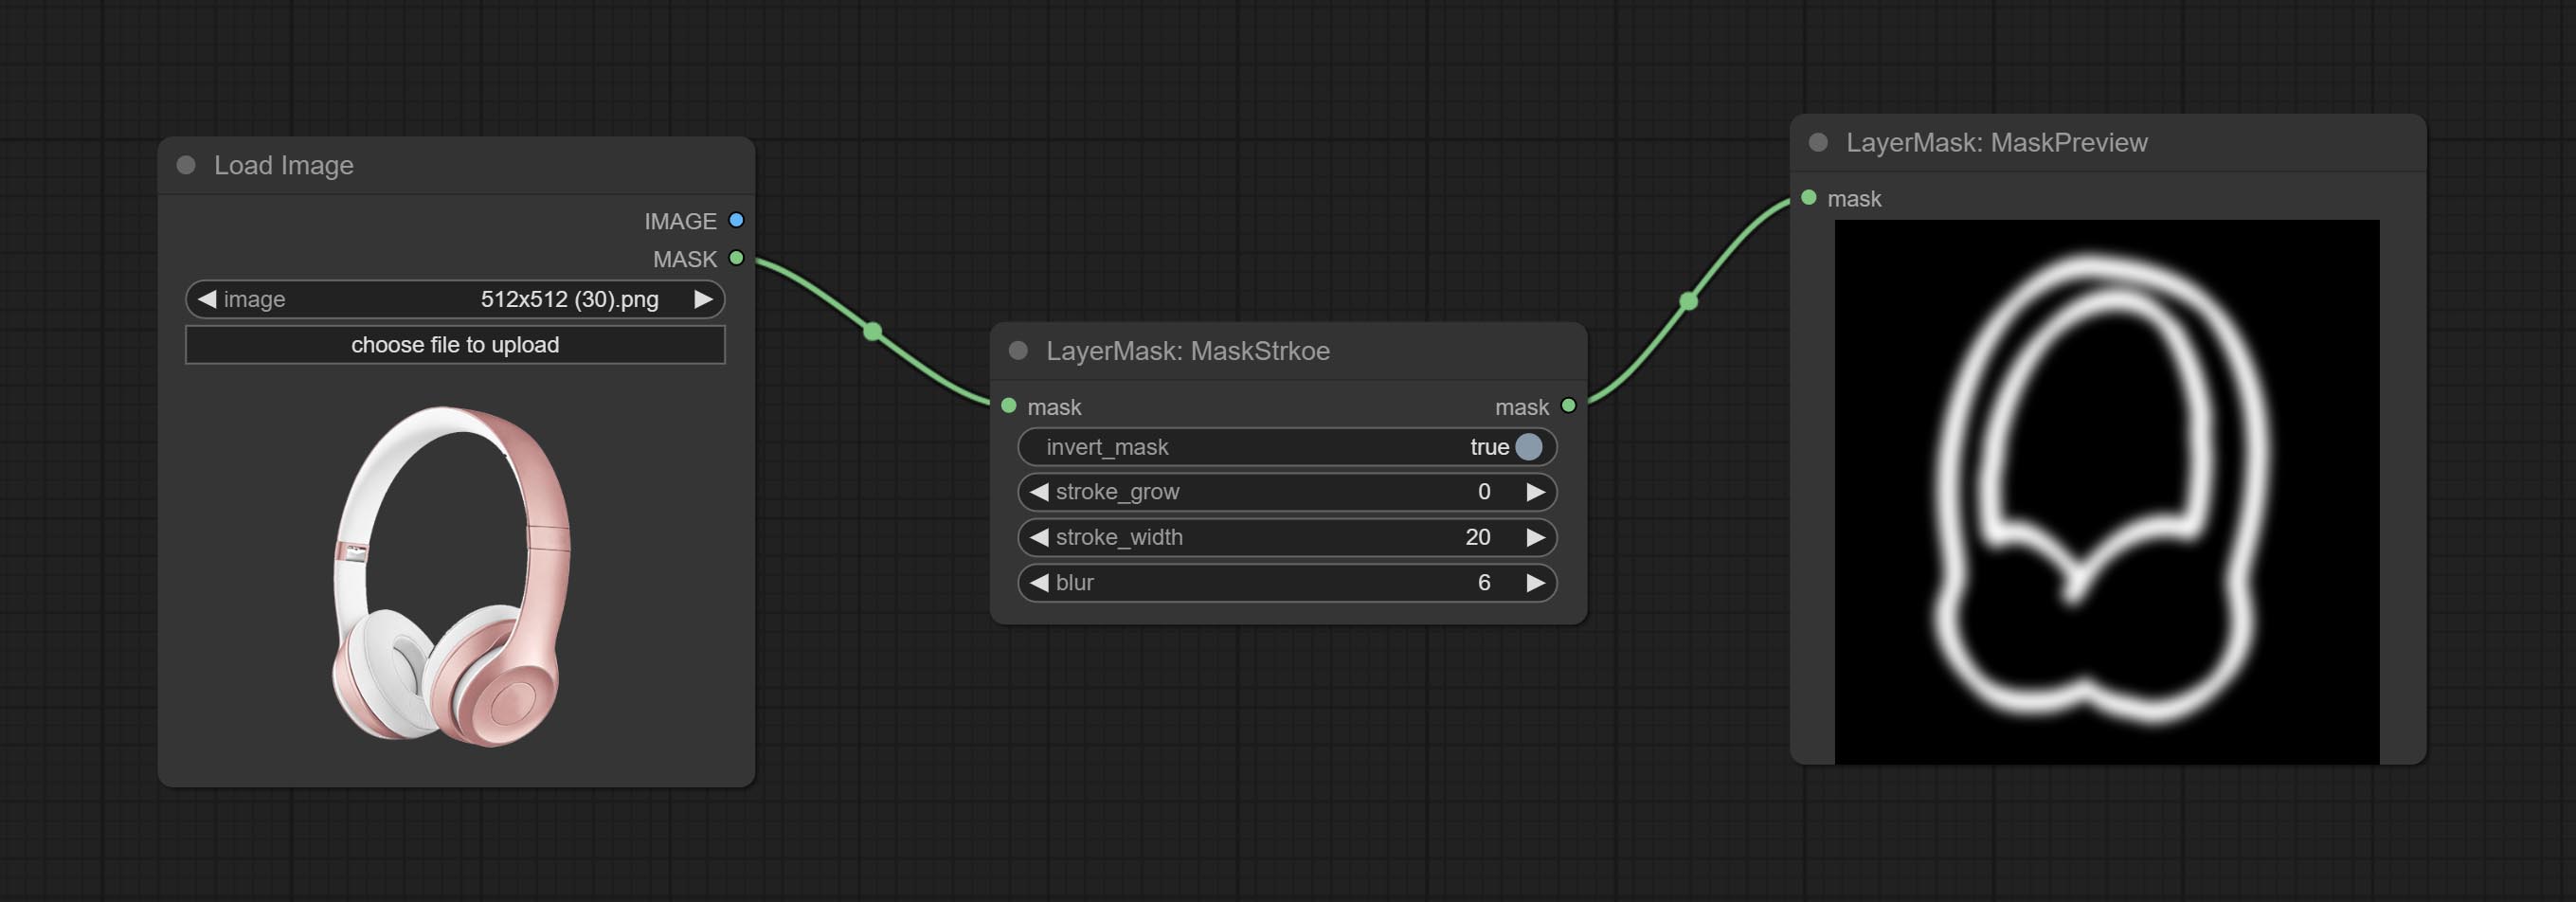 Load Image
IMAGE
MASK
image 512x512 (30).png
choose file to upload
LayerMask: MaskStrkoe
mask mask
invert_mask true
stroke_grow 0
stroke_width 20
blur 6
LayerMask: MaskPreview
mask